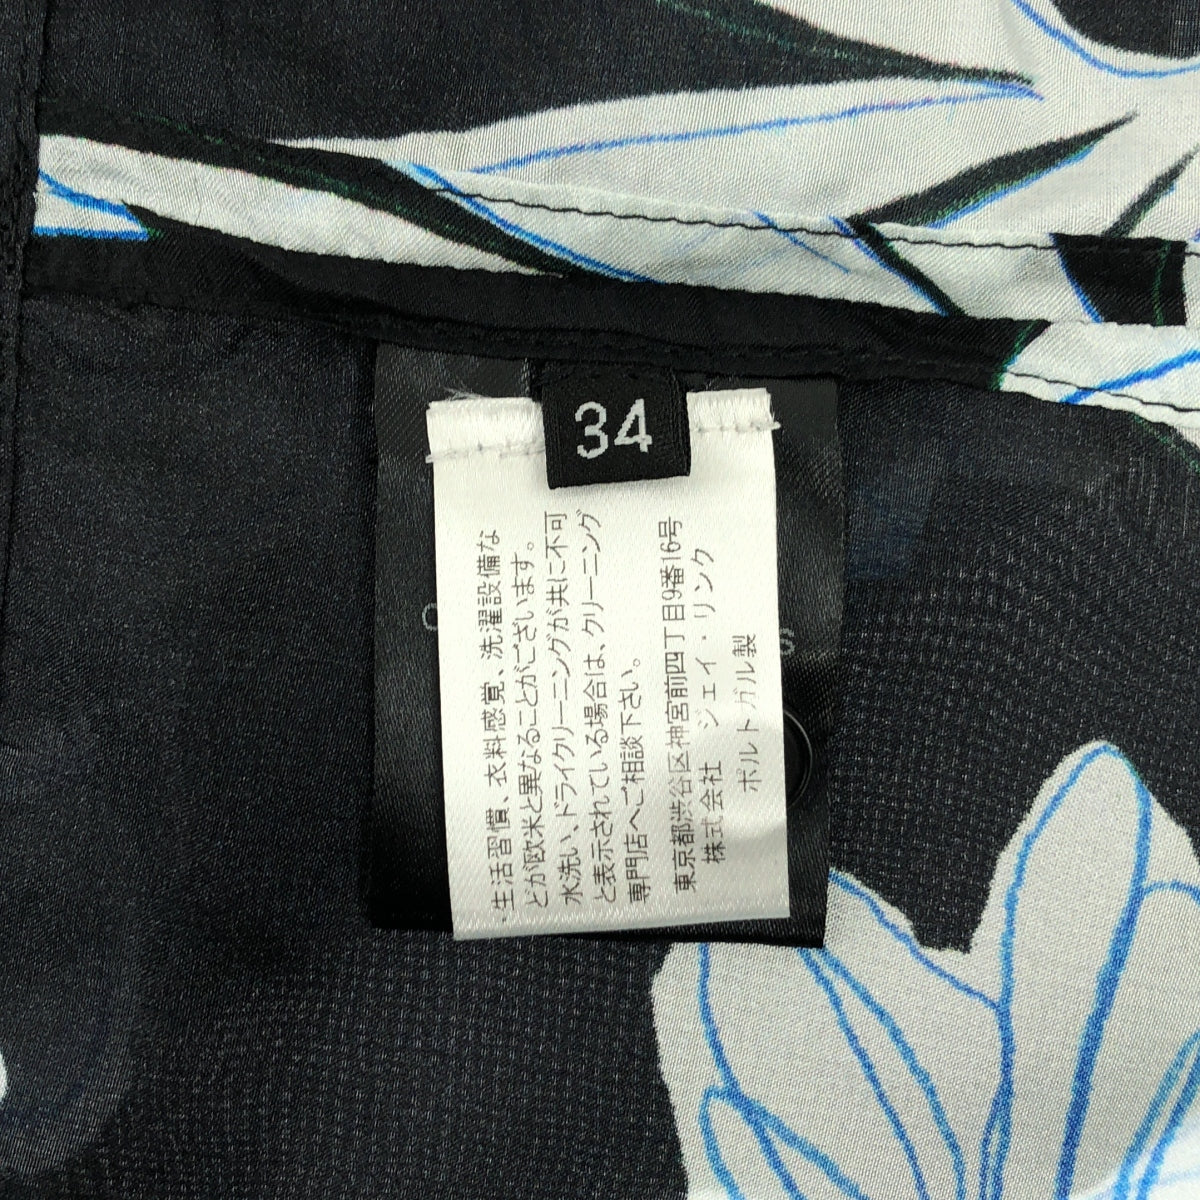 34
・生活習慣、衣料感覚、洗濯設備な
どが欧米と異なることがございます。
水洗い、ドライクリーニングが共に不可
と表示されている場合は、クリーニング
専門店へご相談下さい。
東京都渋谷区神宮前四丁目9番16号
株式会社 ジェイ・リンク
ポルトガル製